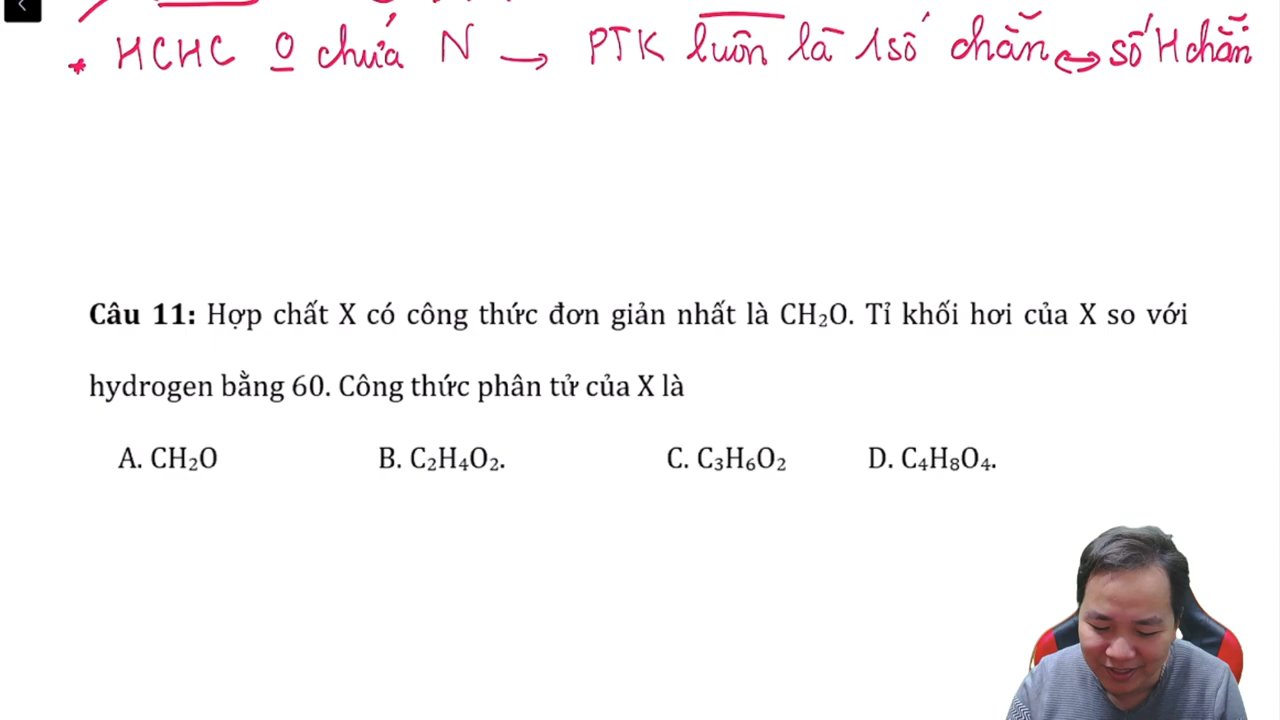 * HCHC O chứa N → PTK luôn là 1 số chẵn ↔ số H chẵn
Câu 11: Hợp chất X có công thức đơn giản nhất là CH₂O. Tỉ khối hơi của X so với
hydrogen bằng 60. Công thức phân tử của X là
A. CH₂O B. C₂H₄O₂. C. C₃H₆O₂ D. C₄H₈O₄.